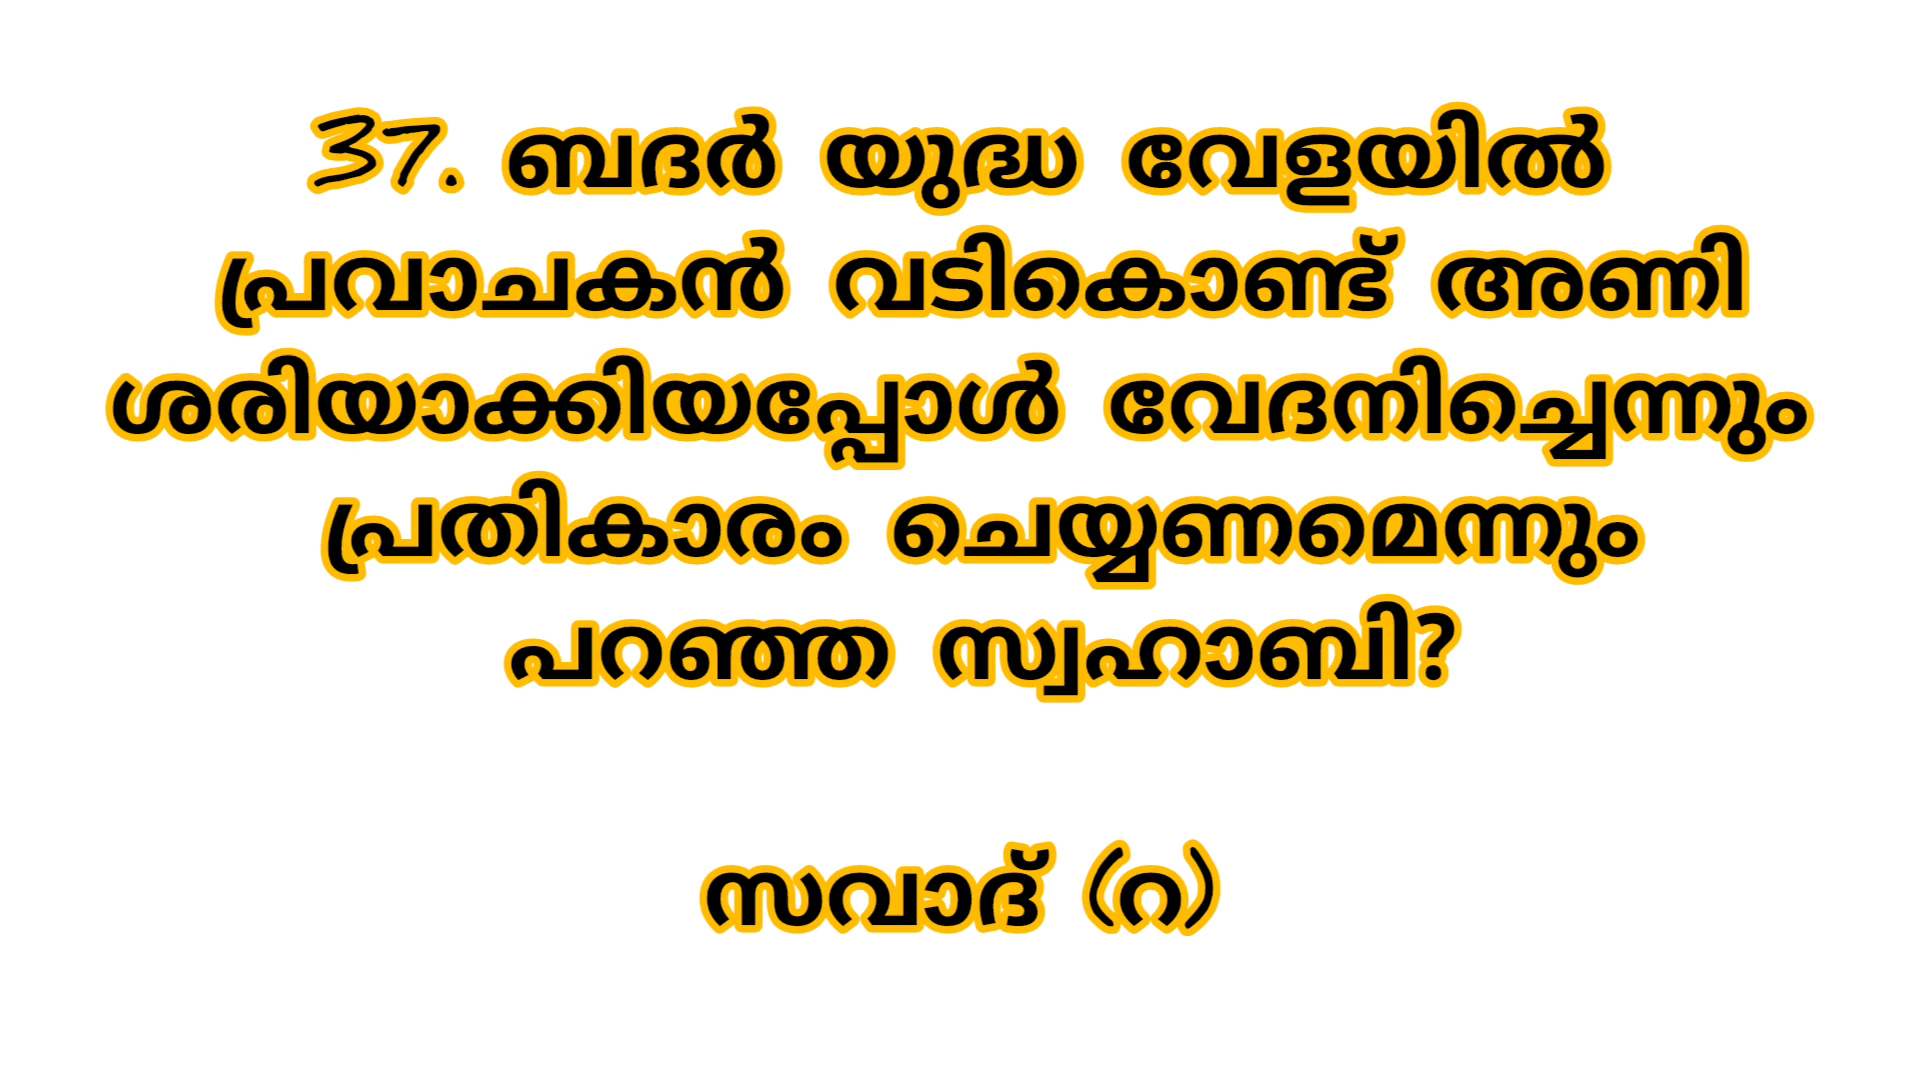 37. ബദർ യുദ്ധ വേളയിൽ
പ്രവാചകൻ വടികൊണ്ട് അണി
ശരിയാക്കിയപ്പോൾ വേദനിച്ചെന്നും
പ്രതികാരം ചെയ്യണമെന്നും
പറഞ്ഞ സ്വഹാബി?
സവാദ് (റ)